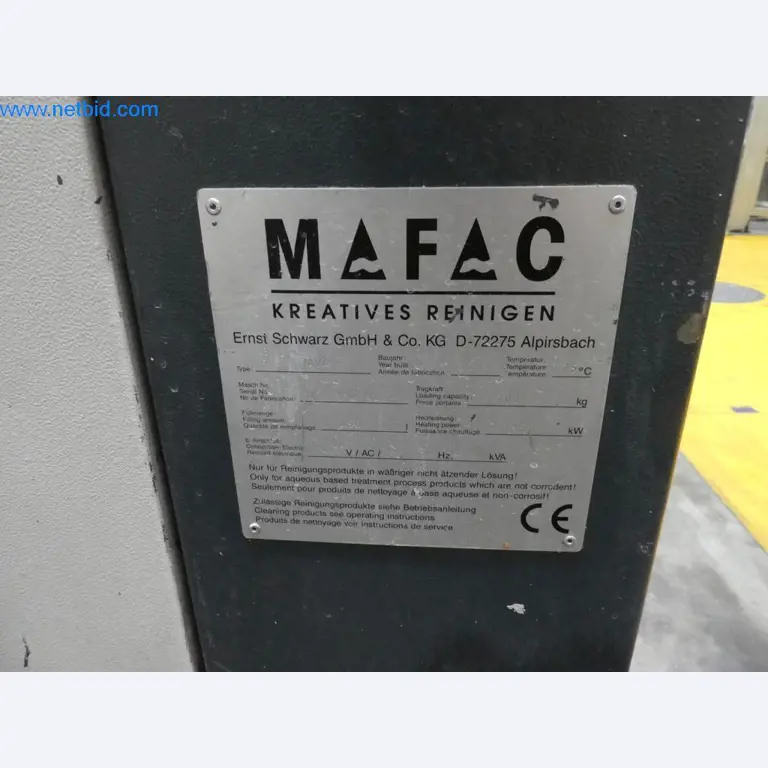 www.netbid.com
MAFAC
KREATIVES REINIGEN
Ernst Schwarz GmbH & Co. KG D-72275 Alpirsbach
Type
Baujahr
Year built
Année de fabrication
Temperatur
Temperature
Température °C
Masch No.
Serial No.
No de Fabrication
Tragkraft
Loading capacity
Force portante kg
Füllmenge
Filling amount
Quantité de remplissage l
Heizleistung
Heating power
Puissance chauffage kW
V / AC / Hz, kVA
Nur für Reinigungsprodukte in wäßriger nicht ätzender Lösung!
Only for aqueous based treatment process products which are not corrodent!
Seulement pour produits de nettoyage à base aqueuse et non-corrosif!
Zulässige Reinigungsprodukte siehe Betriebsanleitung
Cleaning products see operating instructions
Produits de nettoyage voir instructions de service
CE